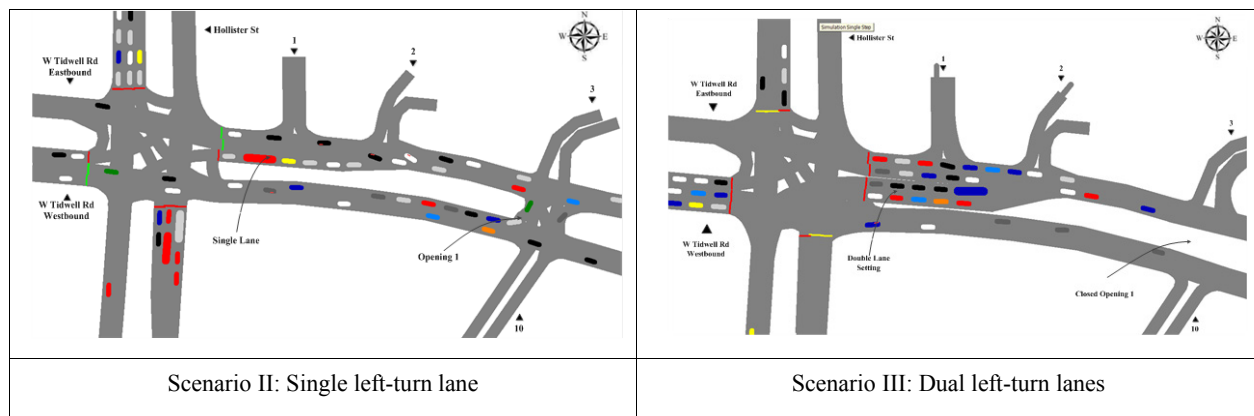 N
W E
S
Hollister St
1
2
3
W Tidwell Rd
Eastbound
W Tidwell Rd
Westbound
Single Lane
Opening 1
10
Scenario II: Single left-turn lane
Simulation Single Step
N
W E
S
Hollister St
1
2
3
W Tidwell Rd
Eastbound
W Tidwell Rd
Westbound
Double Lane
Setting
Closed Opening 1
10
Scenario III: Dual left-turn lanes